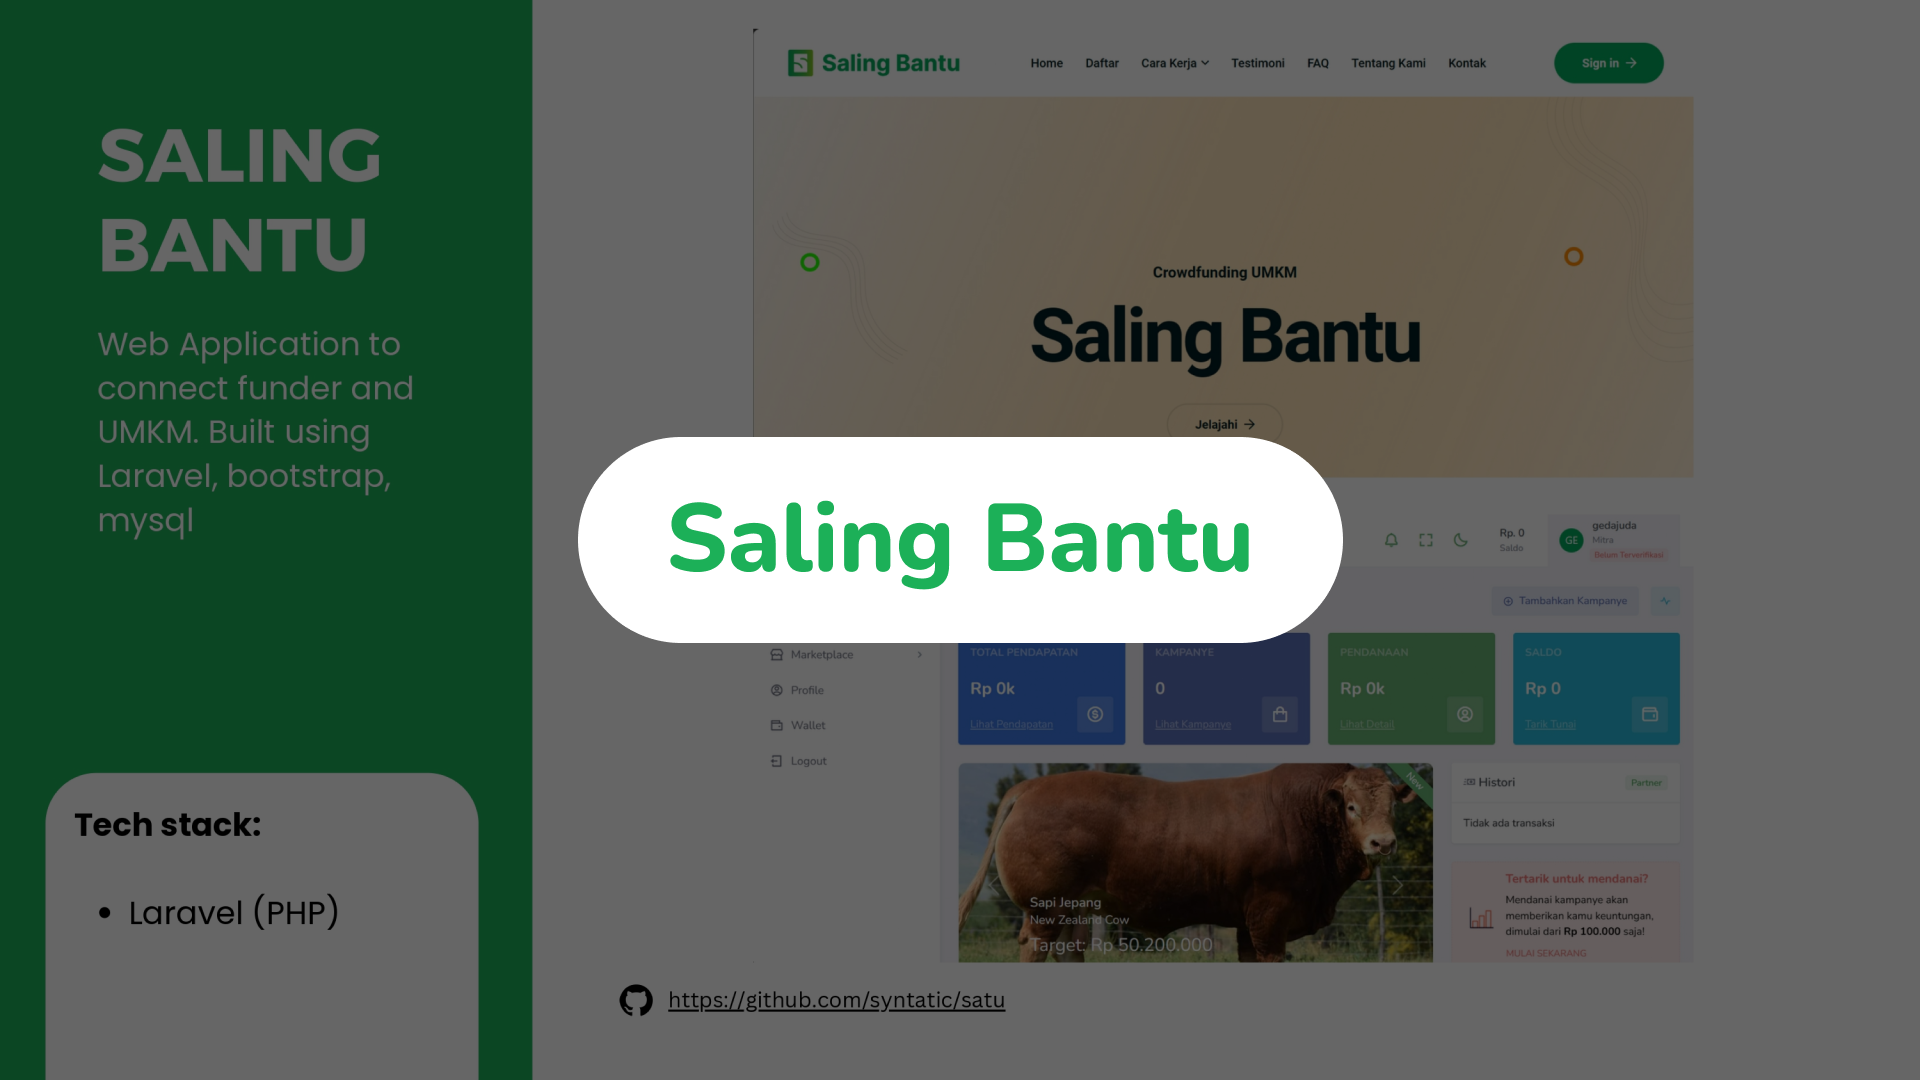 SALING
BANTU
Web Application to
connect funder and
UMKM. Built using
Laravel, bootstrap,
mysql
Tech stack:
• Laravel (PHP)
Saling Bantu
Home Daftar Cara Kerja Testimoni FAQ Tentang Kami Kontak Sign in
Crowdfunding UMKM
Saling Bantu
Jelajahi
Saling Bantu
Rp. 0
Saldo
GE
gedajuda
Mitra
Belum Terverifikasi
Tambahkan Kampanye
Marketplace
Profile
Wallet
Logout
TOTAL PENDAPATAN
Rp 0k
Lihat Pendapatan
KAMPANYE
0
Lihat Kampanye
PENDANAAN
Rp 0k
Lihat Detail
SALDO
Rp 0
Tarik Tunai
New
Sapi Jepang
New Zealand Cow
Target: Rp 50.200.000
Histori Partner
Tidak ada transaksi
Tertarik untuk mendanai?
Mendanai kampanye akan
memberikan kamu keuntungan,
dimulai dari Rp 100.000 saja!
MULAI SEKARANG
https://github.com/syntatic/satu